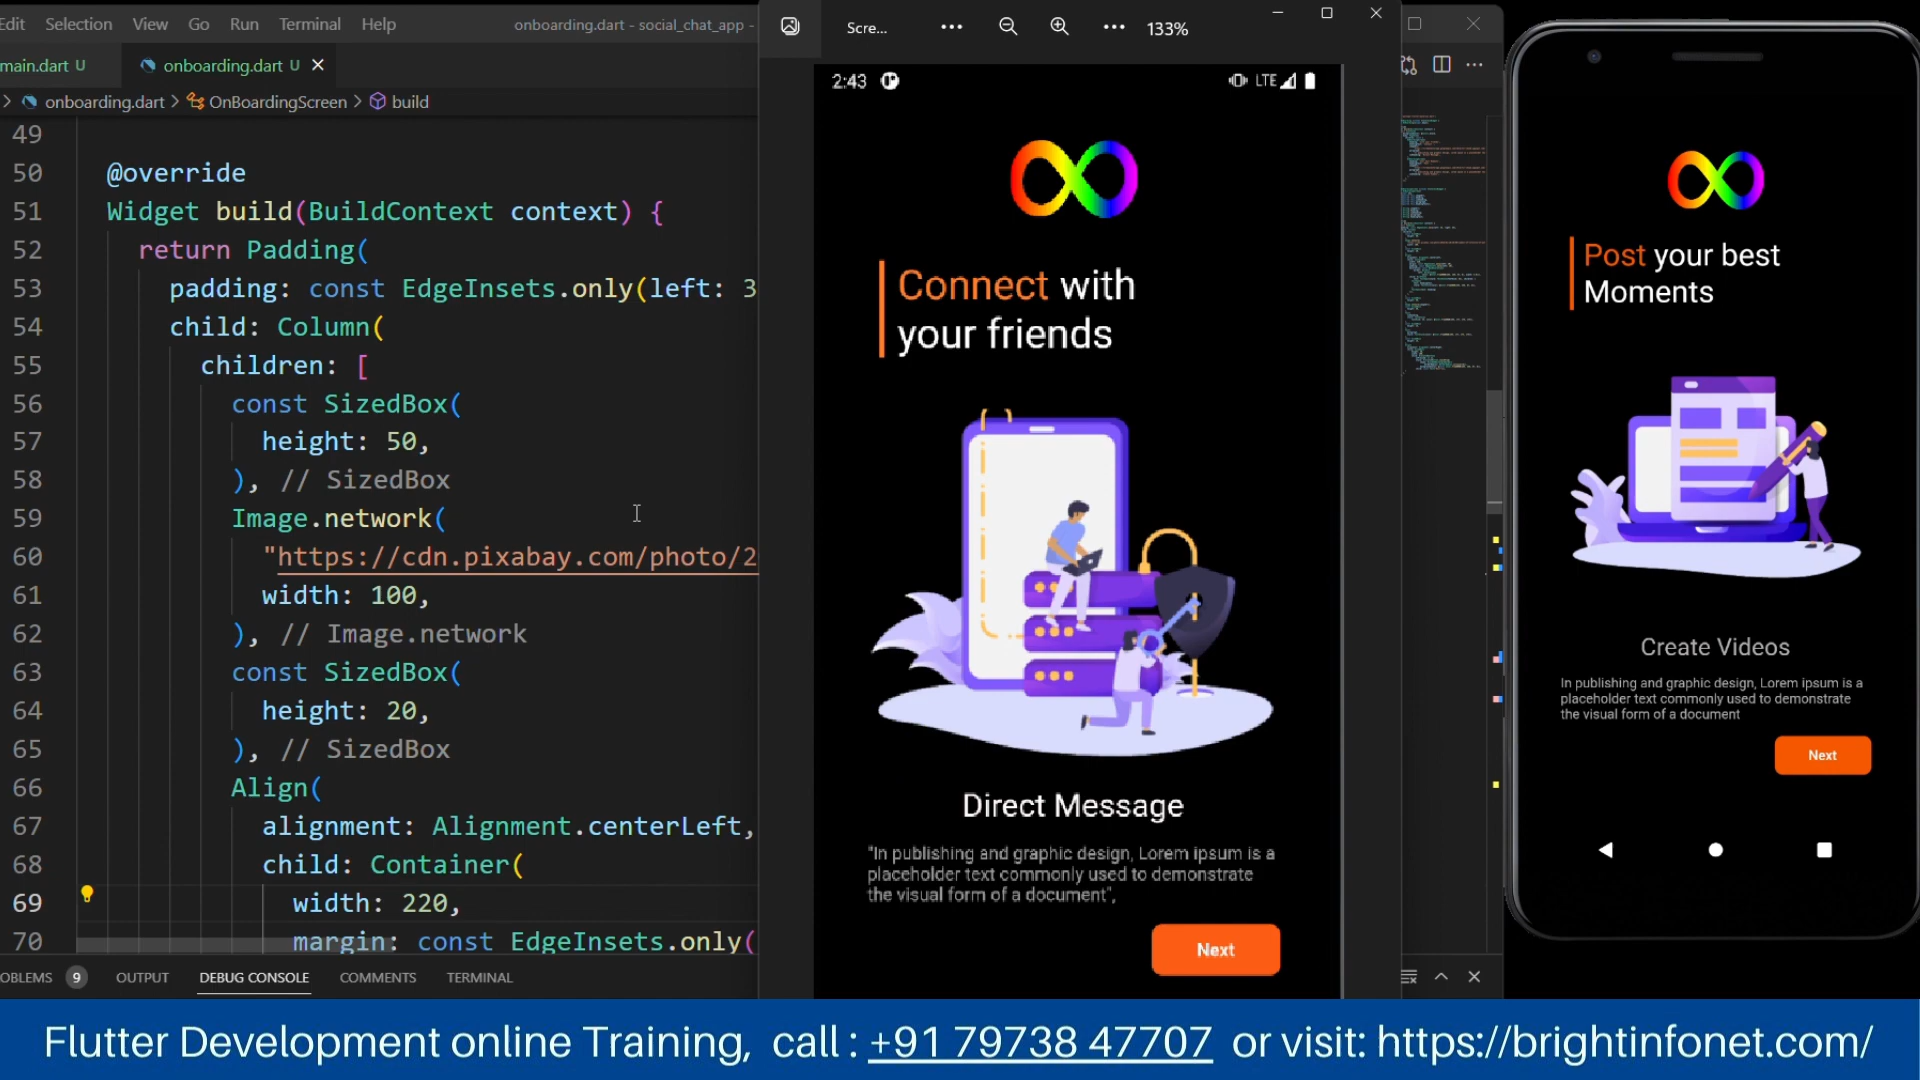 Edit Selection View Go Run Terminal Help
onboarding.dart - social_chat_app -
main.dart U
onboarding.dart U
onboarding.dart > OnBoardingScreen > build
49
50 @override
51 Widget build(BuildContext context) {
52 return Padding(
53 padding: const EdgeInsets.only(left: 3
54 child: Column(
55 children: [
56 const SizedBox(
57 height: 50,
58 ), // SizedBox
59 Image.network(
60 "https://cdn.pixabay.com/photo/2
61 width: 100,
62 ), // Image.network
63 const SizedBox(
64 height: 20,
65 ), // SizedBox
66 Align(
67 alignment: Alignment.centerLeft,
68 child: Container(
69 width: 220,
70 margin: const EdgeInsets.only(
OBLEMS 9 OUTPUT DEBUG CONSOLE COMMENTS TERMINAL
Scre... 133%
2:43 LTE
Connect with
your friends
Direct Message
"In publishing and graphic design, Lorem ipsum is a
placeholder text commonly used to demonstrate
the visual form of a document",
Next
Post your best
Moments
Create Videos
In publishing and graphic design, Lorem ipsum is a
placeholder text commonly used to demonstrate
the visual form of a document
Next
Flutter Development online Training, call : +91 79738 47707 or visit: https://brightinfonet.com/